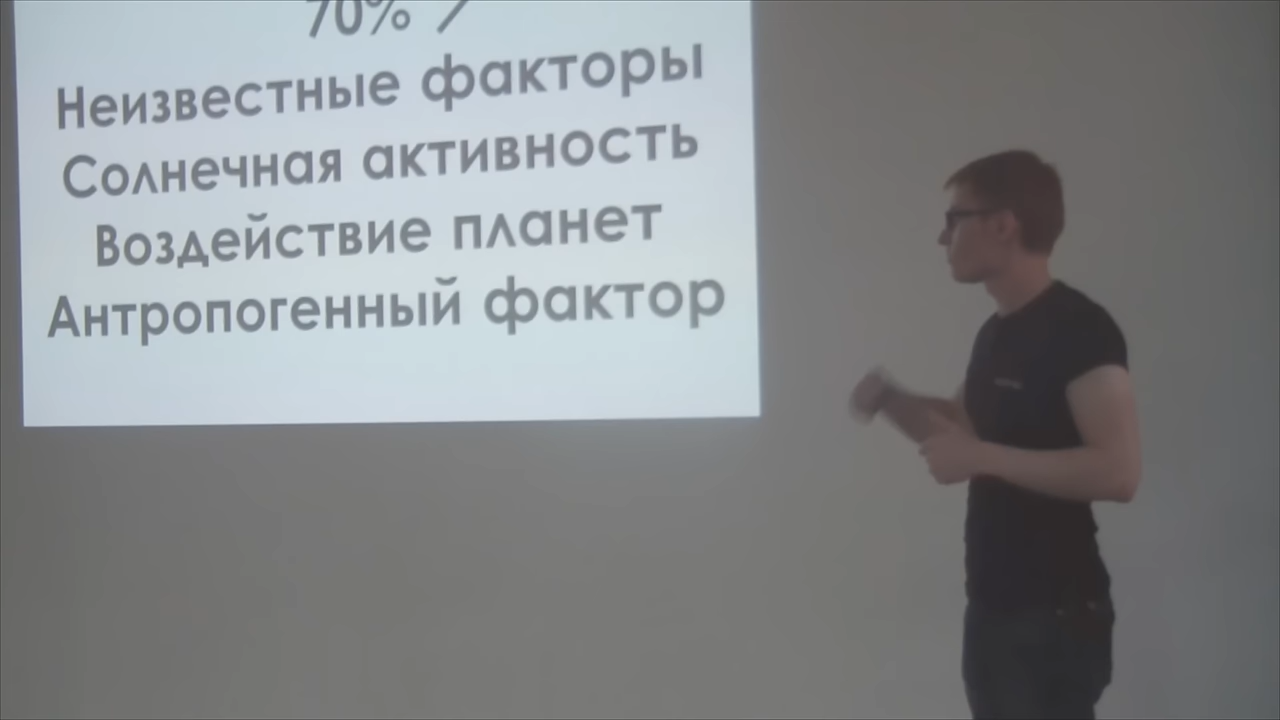 70%
Неизвестные факторы
Солнечная активность
Воздействие планет
Антропогенный фактор